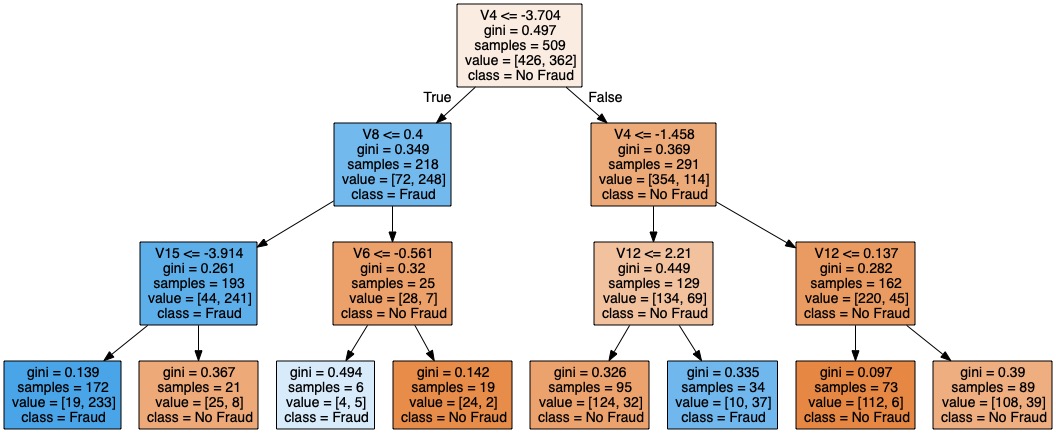 V4 <= -3.704
gini = 0.497
samples = 509
value = [426, 362]
class = No Fraud
True
False
V8 <= 0.4
gini = 0.349
samples = 218
value = [72, 248]
class = Fraud
V4 <= -1.458
gini = 0.369
samples = 291
value = [354, 114]
class = No Fraud
V15 <= -3.914
gini = 0.261
samples = 193
value = [44, 241]
class = Fraud
V6 <= -0.561
gini = 0.32
samples = 25
value = [28, 7]
class = No Fraud
V12 <= 2.21
gini = 0.449
samples = 129
value = [134, 69]
class = No Fraud
V12 <= 0.137
gini = 0.282
samples = 162
value = [220, 45]
class = No Fraud
gini = 0.139
samples = 172
value = [19, 233]
class = Fraud
gini = 0.367
samples = 21
value = [25, 8]
class = No Fraud
gini = 0.494
samples = 6
value = [4, 5]
class = Fraud
gini = 0.142
samples = 19
value = [24, 2]
class = No Fraud
gini = 0.326
samples = 95
value = [124, 32]
class = No Fraud
gini = 0.335
samples = 34
value = [10, 37]
class = Fraud
gini = 0.097
samples = 73
value = [112, 6]
class = No Fraud
gini = 0.39
samples = 89
value = [108, 39]
class = No Fraud